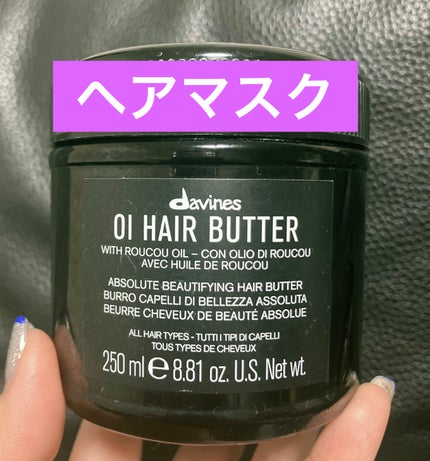 ヘアマスク
davines
OI HAIR BUTTER
WITH ROUCOU OIL – CON OLIO DI ROUCOU
AVEC HUILE DE ROUCOU
ABSOLUTE BEAUTIFYING HAIR BUTTER
BURRO CAPELLI DI BELLEZZA ASSOLUTA
BEURRE CHEVEUX DE BEAUTÉ ABSOLUE
ALL HAIR TYPES - TUTTI I TIPI DI CAPELLI
TOUS TYPES DE CHEVEUX
250 ml ℮ 8.81 oz. U.S. Net wt.